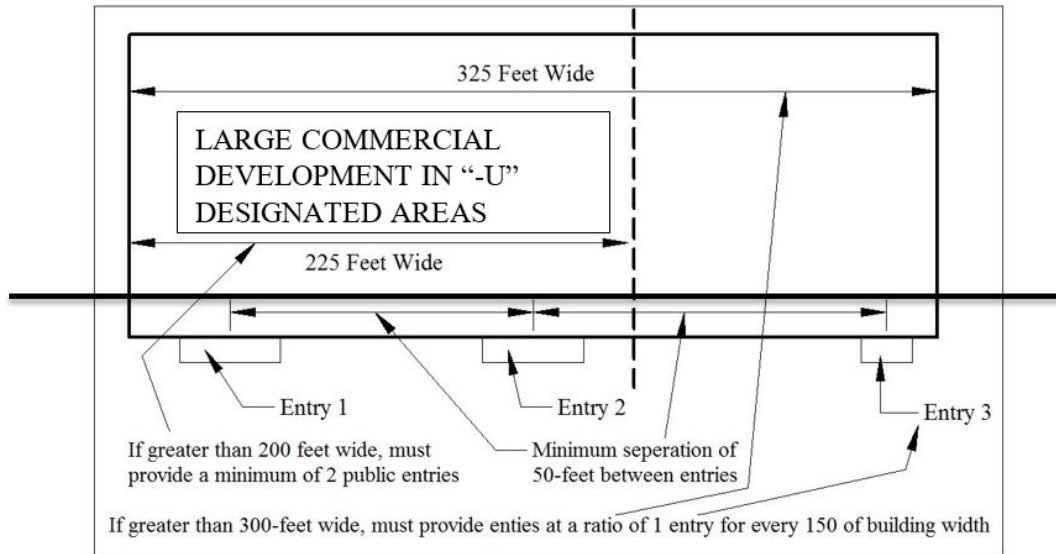 325 Feet Wide
LARGE COMMERCIAL
DEVELOPMENT IN “-U”
DESIGNATED AREAS
225 Feet Wide
Entry 1
Entry 2
Entry 3
If greater than 200 feet wide, must
provide a minimum of 2 public entries
Minimum seperation of
50-feet between entries
If greater than 300-feet wide, must provide enties at a ratio of 1 entry for every 150 of building width